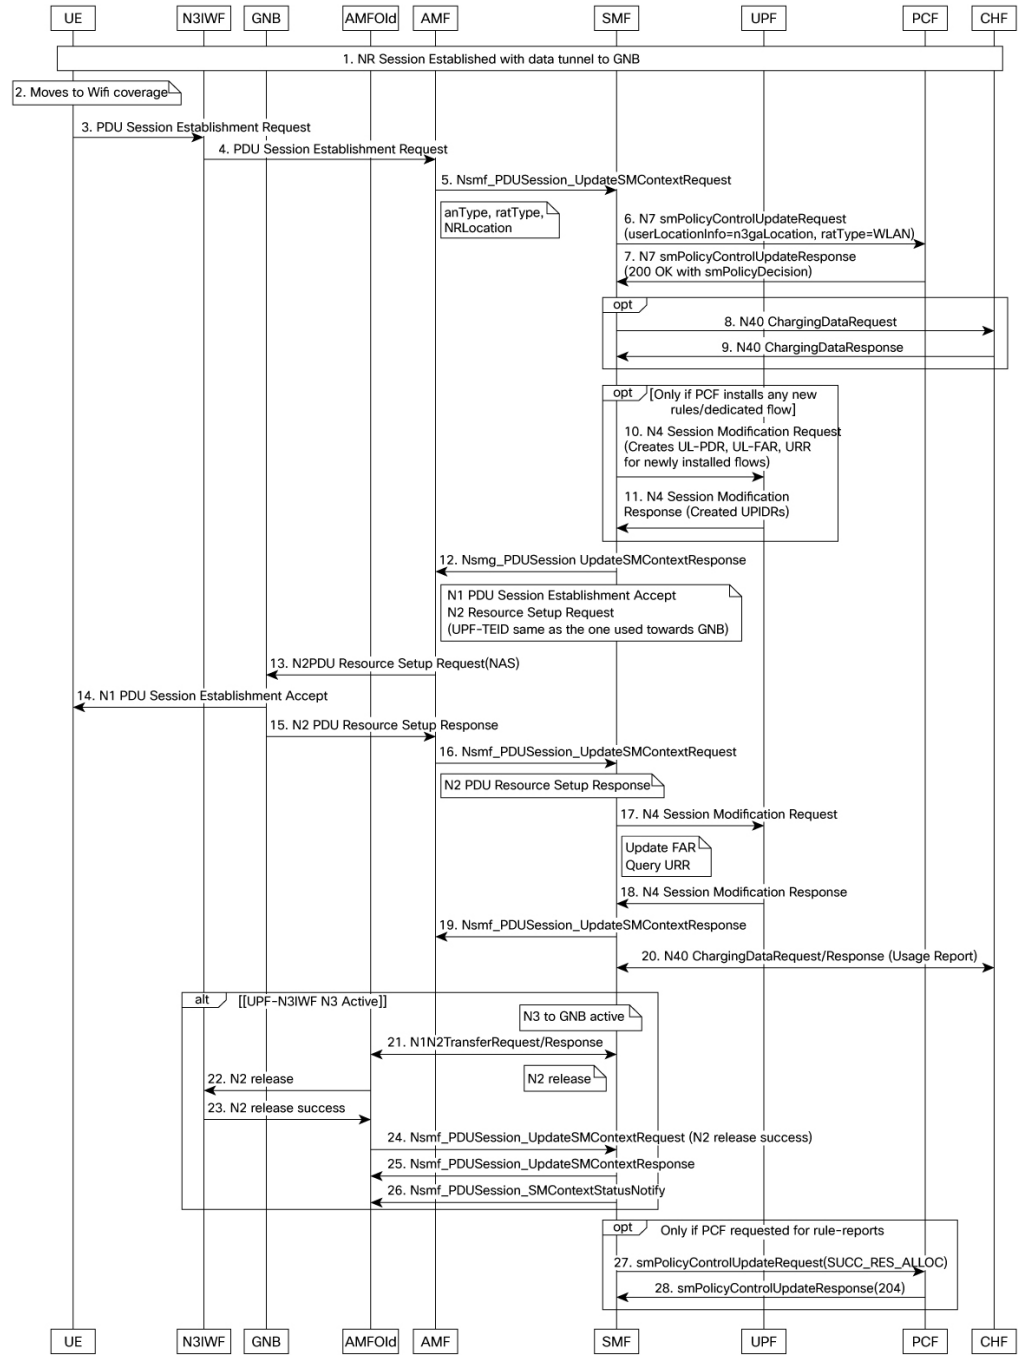 UE N3IWF GNB AMFOld AMF SMF UPF PCF CHF
1. NR Session Established with data tunnel to GNB
2. Moves to Wifi coverage
3. PDU Session Establishment Request
4. PDU Session Establishment Request
5. Nsmf_PDUSession_UpdateSMContextRequest
anType, ratType,
NRLocation
6. N7 smPolicyControlUpdateRequest
(userLocationInfo=n3gaLocation, ratType=WLAN)
7. N7 smPolicyControlUpdateResponse
(200 OK with smPolicyDecision)
opt
8. N40 ChargingDataRequest
9. N40 ChargingDataResponse
opt [Only if PCF installs any new
rules/dedicated flow]
10. N4 Session Modification Request
(Creates UL-PDR, UL-FAR, URR
for newly installed flows)
11. N4 Session Modification
Response (Created UPIDRs)
12. Nsmg_PDUSession UpdateSMContextResponse
N1 PDU Session Establishment Accept
N2 Resource Setup Request
(UPF-TEID same as the one used towards GNB)
13. N2PDU Resource Setup Request(NAS)
14. N1 PDU Session Establishment Accept
15. N2 PDU Resource Setup Response
16. Nsmf_PDUSession_UpdateSMContextRequest
N2 PDU Resource Setup Response
17. N4 Session Modification Request
Update FAR
Query URR
18. N4 Session Modification Response
19. Nsmf_PDUSession_UpdateSMContextResponse
20. N40 ChargingDataRequest/Response (Usage Report)
alt [[UPF-N3IWF N3 Active]]
N3 to GNB active
21. N1N2TransferRequest/Response
22. N2 release
N2 release
23. N2 release success
24. Nsmf_PDUSession_UpdateSMContextRequest (N2 release success)
25. Nsmf_PDUSession_UpdateSMContextResponse
26. Nsmf_PDUSession_SMContextStatusNotify
opt Only if PCF requested for rule-reports
27. smPolicyControlUpdateRequest(SUCC_RES_ALLOC)
28. smPolicyControlUpdateResponse(204)
UE N3IWF GNB AMFOld AMF SMF UPF PCF CHF